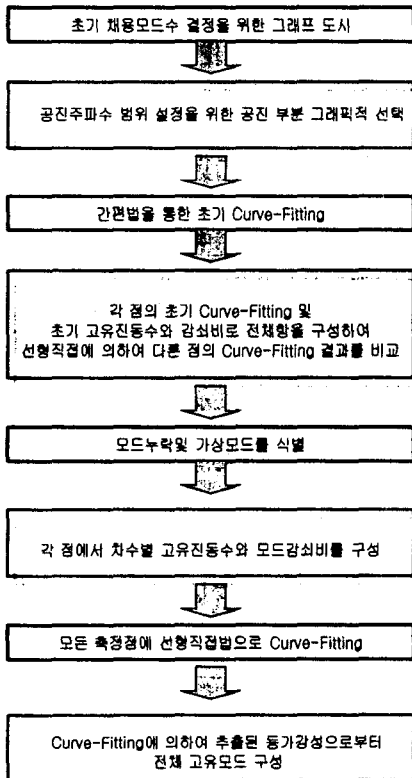 초기 채용모드수 결정을 위한 그래프 도시
공진주파수 범위 설정을 위한 공진 부분 그래픽적 선택
간편법을 통한 초기 Curve-Fitting
각 점의 초기 Curve-Fitting 및
초기 고유진동수와 감쇠비로 전체항을 구성하여
선형직접에 의하여 다른 점의 Curve-Fitting 결과를 비교
모드누락및 가상모드를 식별
각 점에서 차수별 고유진동수와 모드감쇠비를 구성
모든 측정점에 선형직접법으로 Curve-Fitting
Curve-Fitting에 의하여 추출된 등가강성으로부터
전체 고유모드 구성